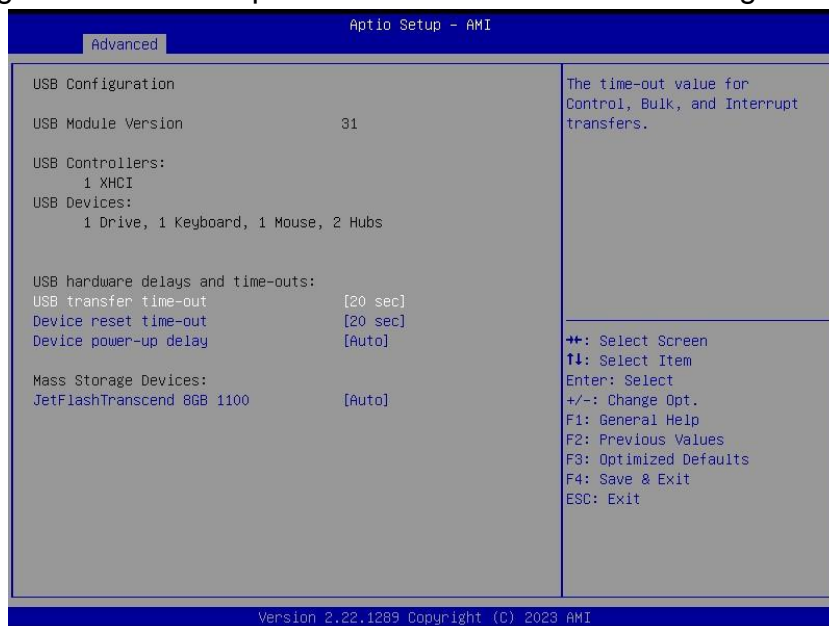 Aptio Setup – AMI
Advanced
USB Configuration
USB Module Version 31
USB Controllers:
1 XHCI
USB Devices:
1 Drive, 1 Keyboard, 1 Mouse, 2 Hubs
USB hardware delays and time-outs:
USB transfer time-out [20 sec]
Device reset time-out [20 sec]
Device power-up delay [Auto]
Mass Storage Devices:
JetFlashTranscend 8GB 1100 [Auto]
The time-out value for
Control, Bulk, and Interrupt
transfers.
→←: Select Screen
↑↓: Select Item
Enter: Select
+/-: Change Opt.
F1: General Help
F2: Previous Values
F3: Optimized Defaults
F4: Save & Exit
ESC: Exit
Version 2.22.1289 Copyright (C) 2023 AMI